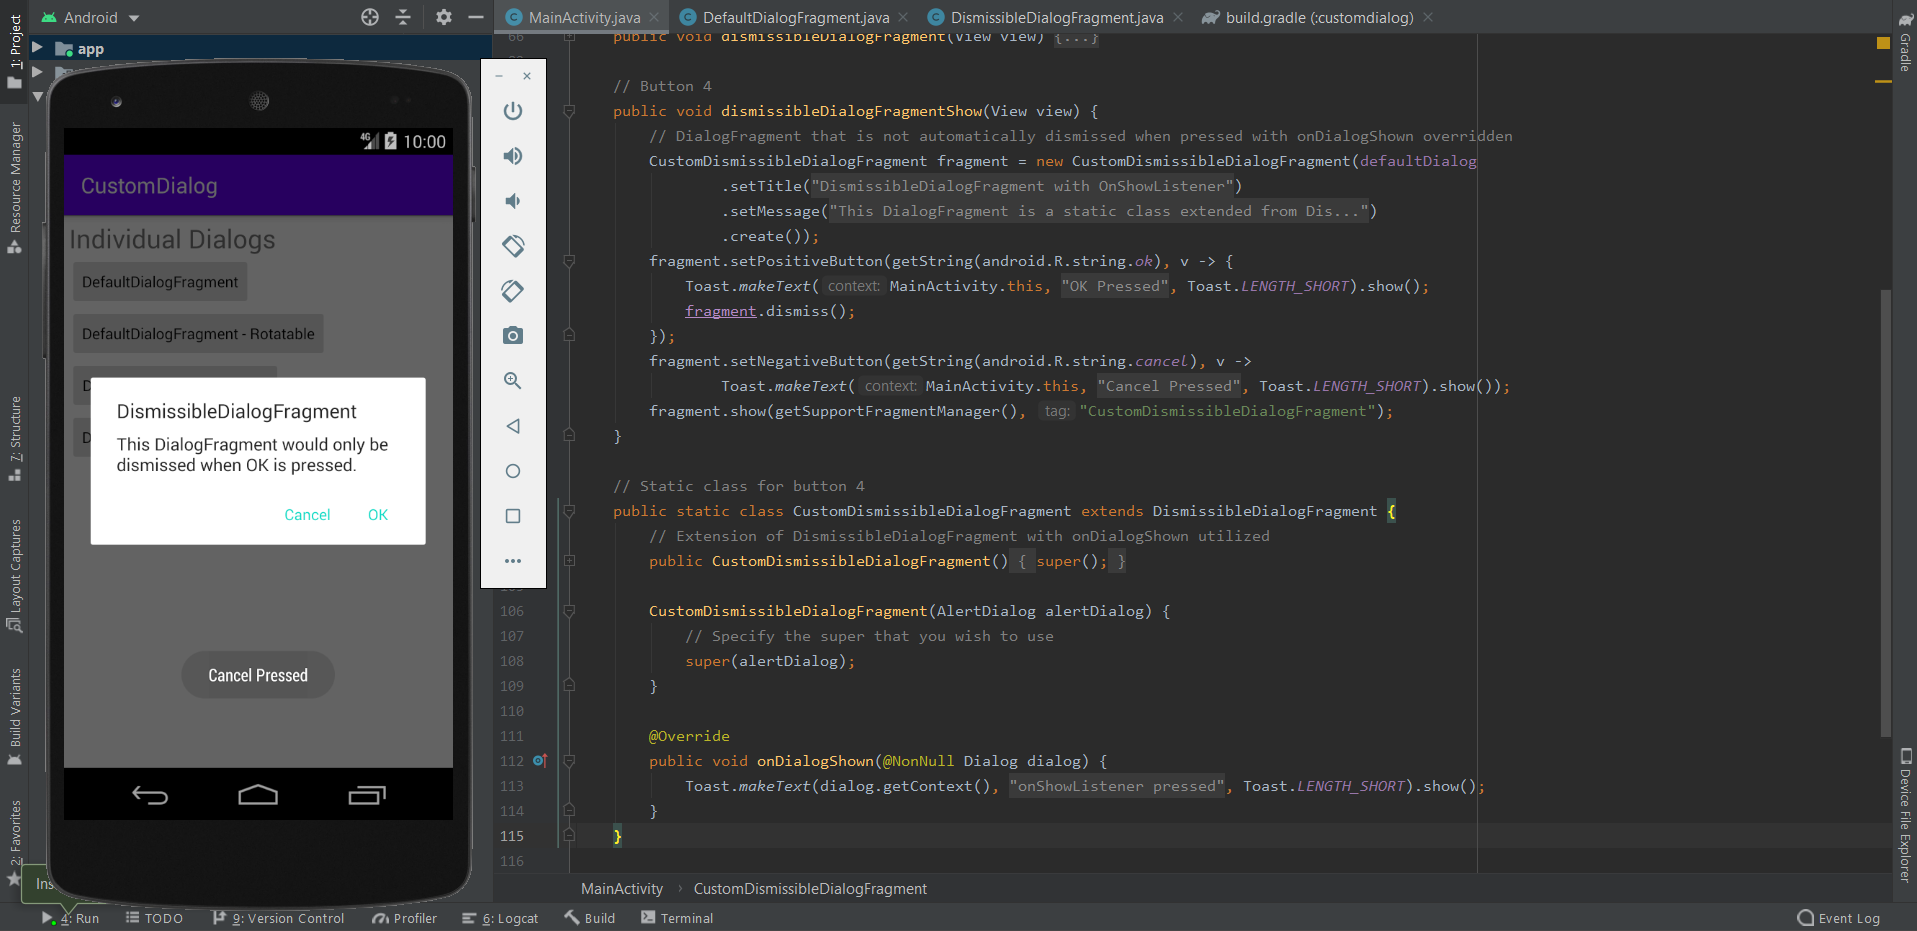 Android
MainActivity.java
DefaultDialogFragment.java
DismissibleDialogFragment.java
build.gradle (:customdialog)
1: Project
Resource Manager
7: Structure
Layout Captures
Build Variants
2: Favorites
app
4G 10:00
CustomDialog
Individual Dialogs
DefaultDialogFragment
DefaultDialogFragment - Rotatable
D
D
DismissibleDialogFragment
This DialogFragment would only be
dismissed when OK is pressed.
Cancel OK
Cancel Pressed
Ins
66 public void dismissibleDialogFragment(View view) {...}
// Button 4
public void dismissibleDialogFragmentShow(View view) {
// DialogFragment that is not automatically dismissed when pressed with onDialogShown overridden
CustomDismissibleDialogFragment fragment = new CustomDismissibleDialogFragment(defaultDialog
.setTitle("DismissibleDialogFragment with OnShowListener")
.setMessage("This DialogFragment is a static class extended from Dis...")
.create());
fragment.setPositiveButton(getString(android.R.string.ok), v -> {
Toast.makeText( context: MainActivity.this, "OK Pressed", Toast.LENGTH_SHORT).show();
fragment.dismiss();
});
fragment.setNegativeButton(getString(android.R.string.cancel), v ->
Toast.makeText( context: MainActivity.this, "Cancel Pressed", Toast.LENGTH_SHORT).show());
fragment.show(getSupportFragmentManager(), tag: "CustomDismissibleDialogFragment");
}
// Static class for button 4
public static class CustomDismissibleDialogFragment extends DismissibleDialogFragment {
// Extension of DismissibleDialogFragment with onDialogShown utilized
public CustomDismissibleDialogFragment() { super(); }
106 CustomDismissibleDialogFragment(AlertDialog alertDialog) {
107 // Specify the super that you wish to use
108 super(alertDialog);
109 }
110
111 @Override
112 public void onDialogShown(@NonNull Dialog dialog) {
113 Toast.makeText(dialog.getContext(), "onShowListener pressed", Toast.LENGTH_SHORT).show();
114 }
115 }
116
MainActivity › CustomDismissibleDialogFragment
Gradle
Device File Explorer
4: Run
TODO
9: Version Control
Profiler
6: Logcat
Build
Terminal
Event Log